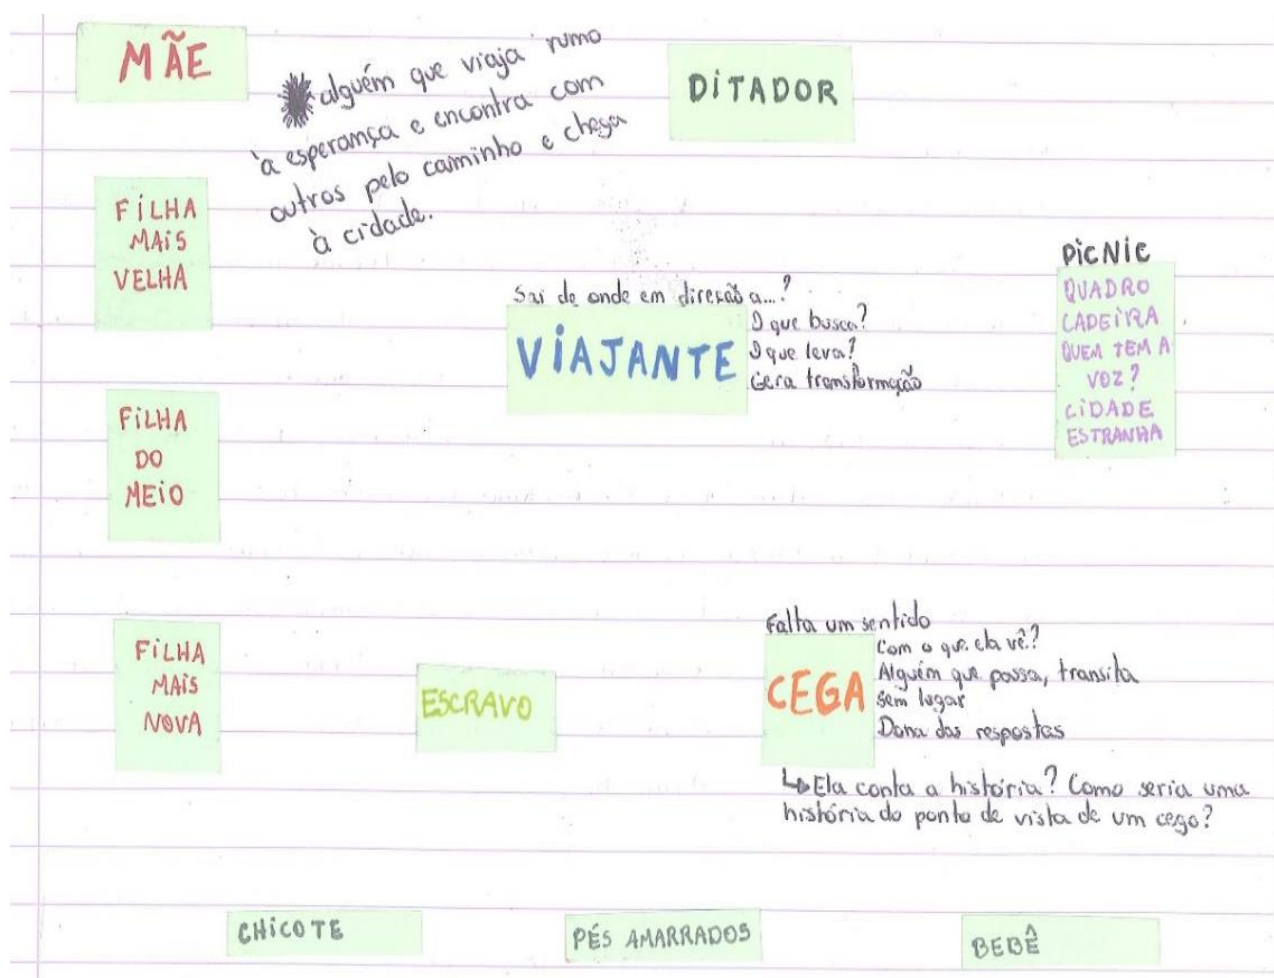 MÃE
alguém que viaja rumo
à esperança e encontra com
outros pelo caminho e chega
à cidade.
DITADOR
FILHA
MAIS
VELHA
Sai de onde em direção a...?
VIAJANTE
O que busca?
O que leva?
Gera transformação
PICNIC
QUADRO
CADEIRA
QUEM TEM A
VOZ?
CIDADE
ESTRANHA
FILHA
DO
MEIO
FILHA
MAIS
NOVA
ESCRAVO
Falta um sentido
CEGA
Com o que ela vê?
Alguém que passa, transita
sem lugar
Dona das respostas
↳ Ela conta a história? Como seria uma
história do ponto de vista de um cego?
CHICOTE
PÉS AMARRADOS
BEBÊ